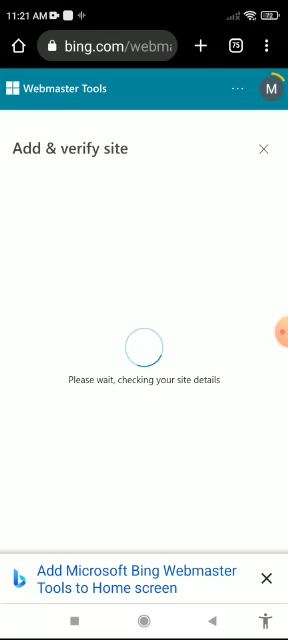 11:21 AM
72
bing.com/webma
75
Webmaster Tools
M
Add & verify site
Please wait, checking your site details
Add Microsoft Bing Webmaster
Tools to Home screen